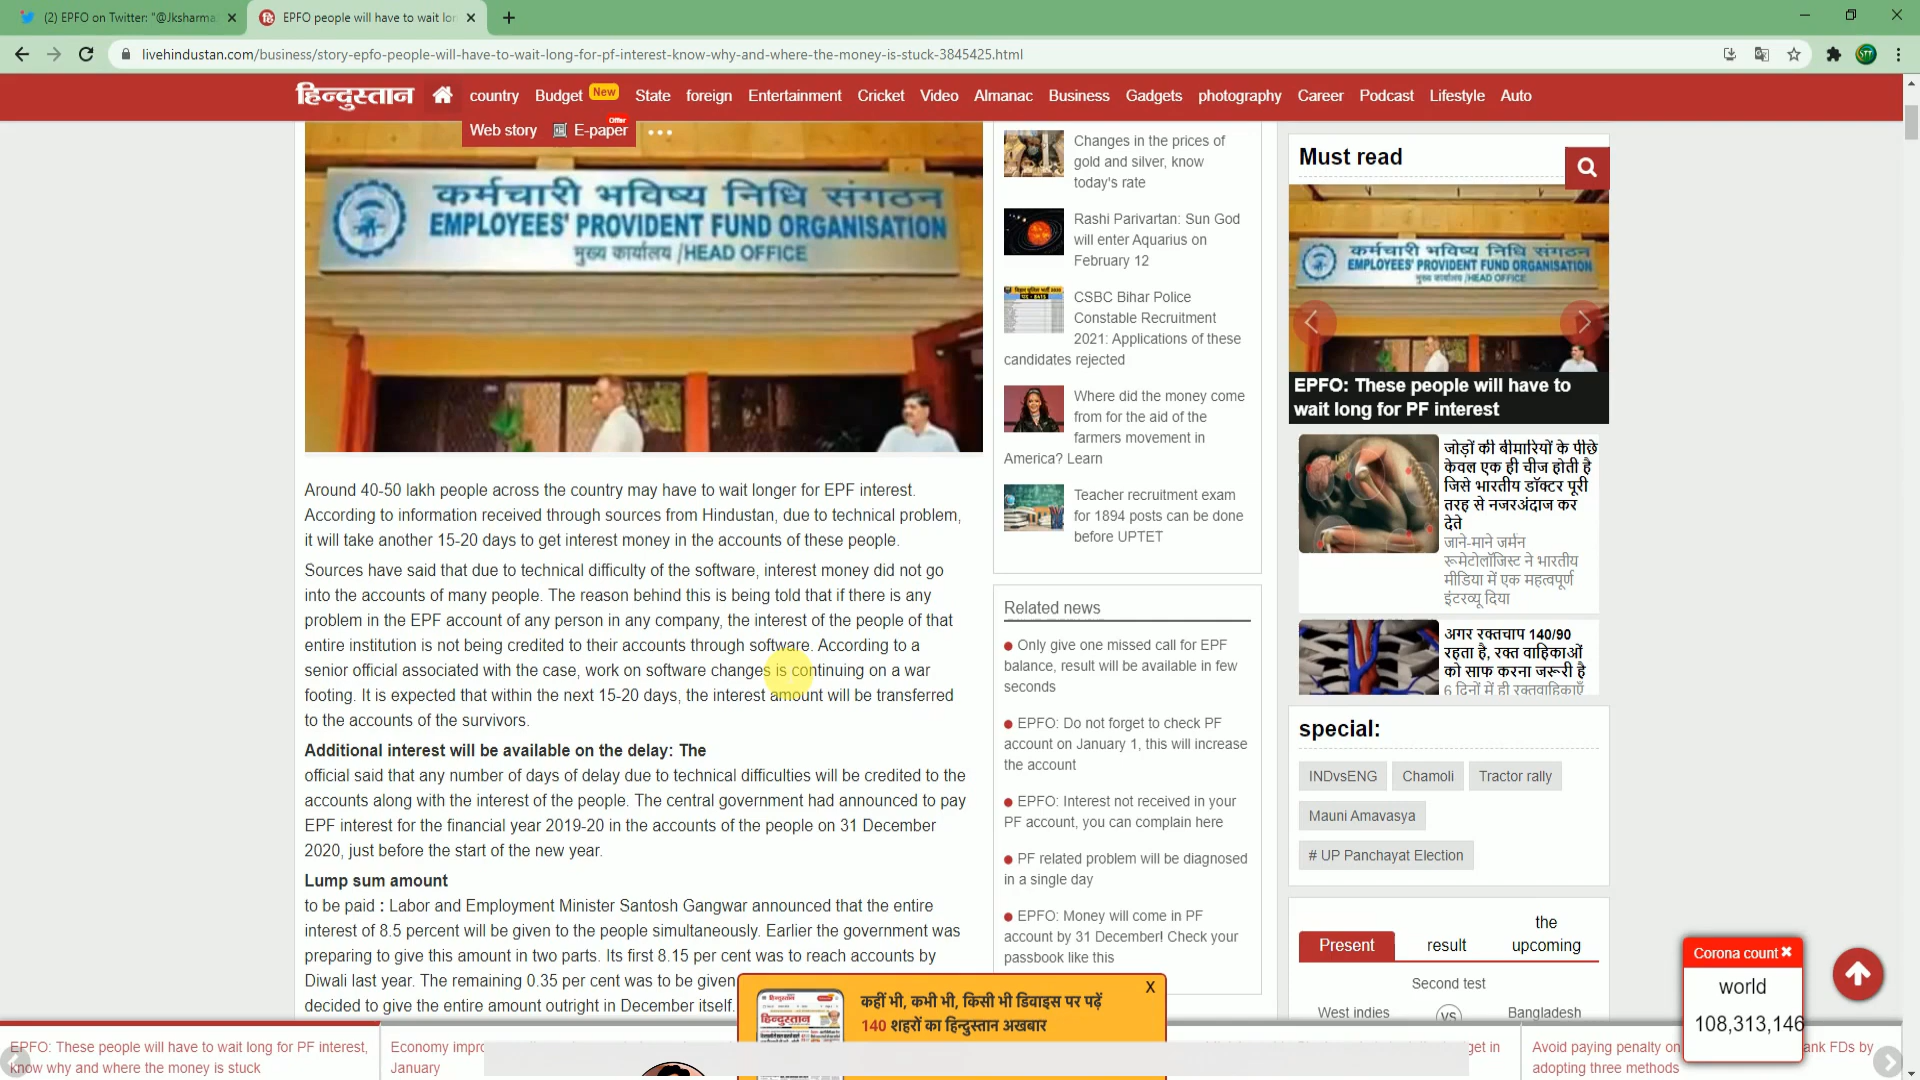 (2) EPFO on Twitter: "@Jksharma
EPFO people will have to wait lon
livehindustan.com/business/story-epfo-people-will-have-to-wait-long-for-pf-interest-know-why-and-where-the-money-is-stuck-3845425.html
हिन्दुस्तान
country
Budget
New
State
foreign
Entertainment
Cricket
Video
Almanac
Business
Gadgets
photography
Career
Podcast
Lifestyle
Auto
Web story
E-paper
Offer
कर्मचारी भविष्य निधि संगठन
EMPLOYEES' PROVIDENT FUND ORGANISATION
मुख्य कार्यालय /HEAD OFFICE
Around 40-50 lakh people across the country may have to wait longer for EPF interest.
According to information received through sources from Hindustan, due to technical problem,
it will take another 15-20 days to get interest money in the accounts of these people.
Sources have said that due to technical difficulty of the software, interest money did not go
into the accounts of many people. The reason behind this is being told that if there is any
problem in the EPF account of any person in any company, the interest of the people of that
entire institution is not being credited to their accounts through software. According to a
senior official associated with the case, work on software changes is continuing on a war
footing. It is expected that within the next 15-20 days, the interest amount will be transferred
to the accounts of the survivors.
Additional interest will be available on the delay: The
official said that any number of days of delay due to technical difficulties will be credited to the
accounts along with the interest of the people. The central government had announced to pay
EPF interest for the financial year 2019-20 in the accounts of the people on 31 December
2020, just before the start of the new year.
Lump sum amount
to be paid : Labor and Employment Minister Santosh Gangwar announced that the entire
interest of 8.5 percent will be given to the people simultaneously. Earlier the government was
preparing to give this amount in two parts. Its first 8.15 per cent was to reach accounts by
Diwali last year. The remaining 0.35 per cent was to be given
decided to give the entire amount outright in December itself.
Changes in the prices of
gold and silver, know
today's rate
Rashi Parivartan: Sun God
will enter Aquarius on
February 12
CSBC Bihar Police
Constable Recruitment
2021: Applications of these
candidates rejected
Where did the money come
from for the aid of the
farmers movement in
America? Learn
Teacher recruitment exam
for 1894 posts can be done
before UPTET
Related news
Only give one missed call for EPF
balance, result will be available in few
seconds
EPFO: Do not forget to check PF
account on January 1, this will increase
the account
EPFO: Interest not received in your
PF account, you can complain here
PF related problem will be diagnosed
in a single day
EPFO: Money will come in PF
account by 31 December! Check your
passbook like this
Must read
कर्मचारी भविष्य निधि संगठन
EMPLOYEES' PROVIDENT FUND ORGANISATION
EPFO: These people will have to
wait long for PF interest
जोड़ों की बीमारियों के पीछे
केवल एक ही चीज होती है
जिसे भारतीय डॉक्टर पूरी
तरह से नजरअंदाज कर
देते
जाने-माने जर्मन
रूमेटोलॉजिस्ट ने भारतीय
मीडिया में एक महत्वपूर्ण
इंटरव्यू दिया
अगर रक्तचाप 140/90
रहता है, रक्त वाहिकाओं
को साफ करना जरूरी है
6 दिनों में ही रक्तवाहिकाएँ
special:
INDvsENG
Chamoli
Tractor rally
Mauni Amavasya
# UP Panchayat Election
Present
result
the
upcoming
Second test
West indies
VS
Bangladesh
Corona count
world
108,313,146
X
हिन्दुस्तान
कहीं भी, कभी भी, किसी भी डिवाइस पर पढ़ें
140 शहरों का हिन्दुस्तान अखबार
EPFO: These people will have to wait long for PF interest,
know why and where the money is stuck
Economy impro
January
get in
Avoid paying penalty on
ank FDs by
adopting three methods